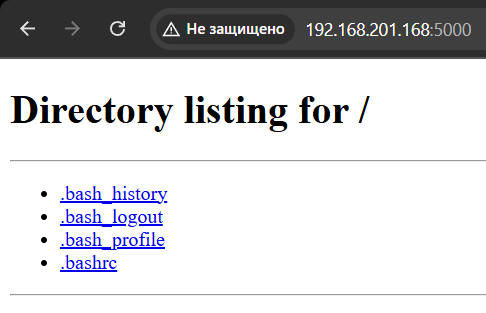 Не защищено 192.168.201.168:5000
Directory listing for /
.bash_history
.bash_logout
.bash_profile
.bashrc